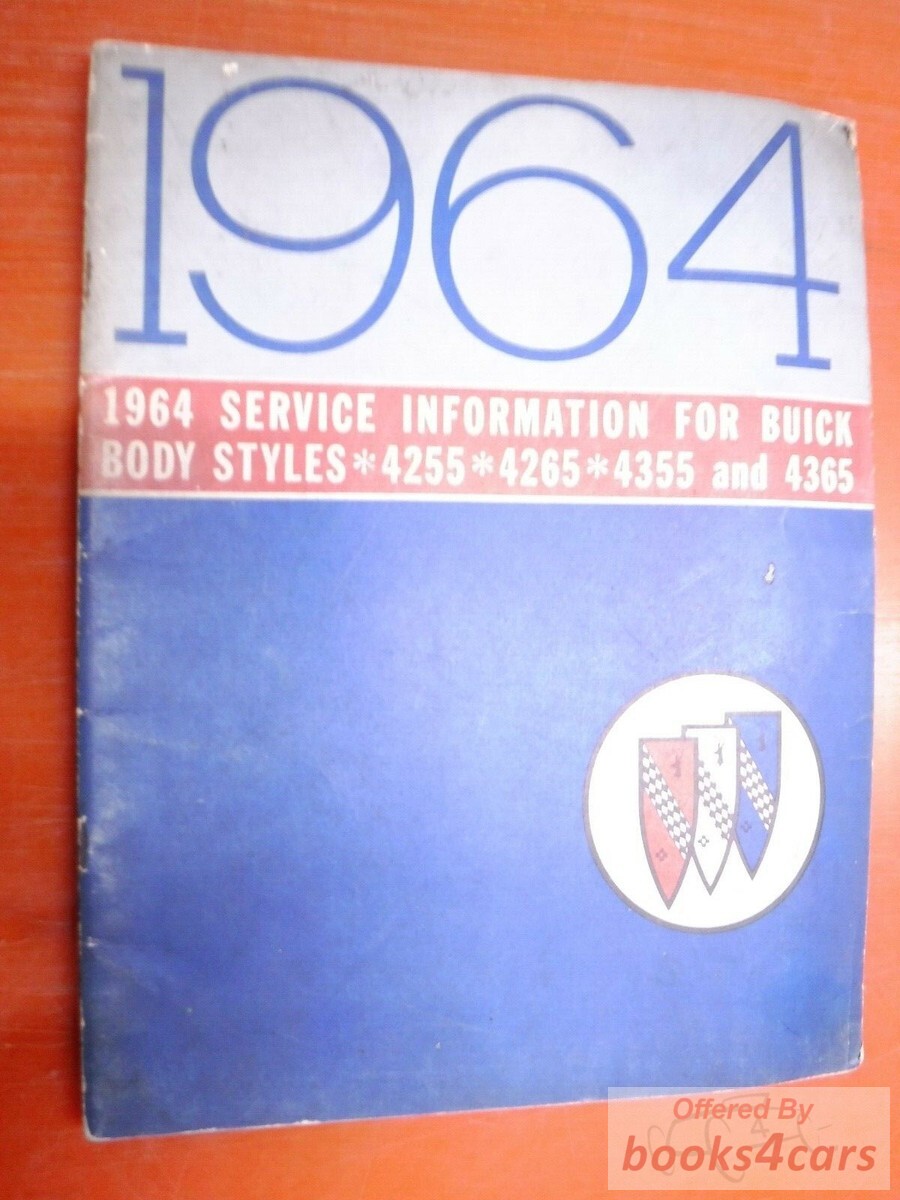 1964
1964 SERVICE INFORMATION FOR BUICK
BODY STYLES*4255*4265*4355 and 4365
Offered By
books4cars